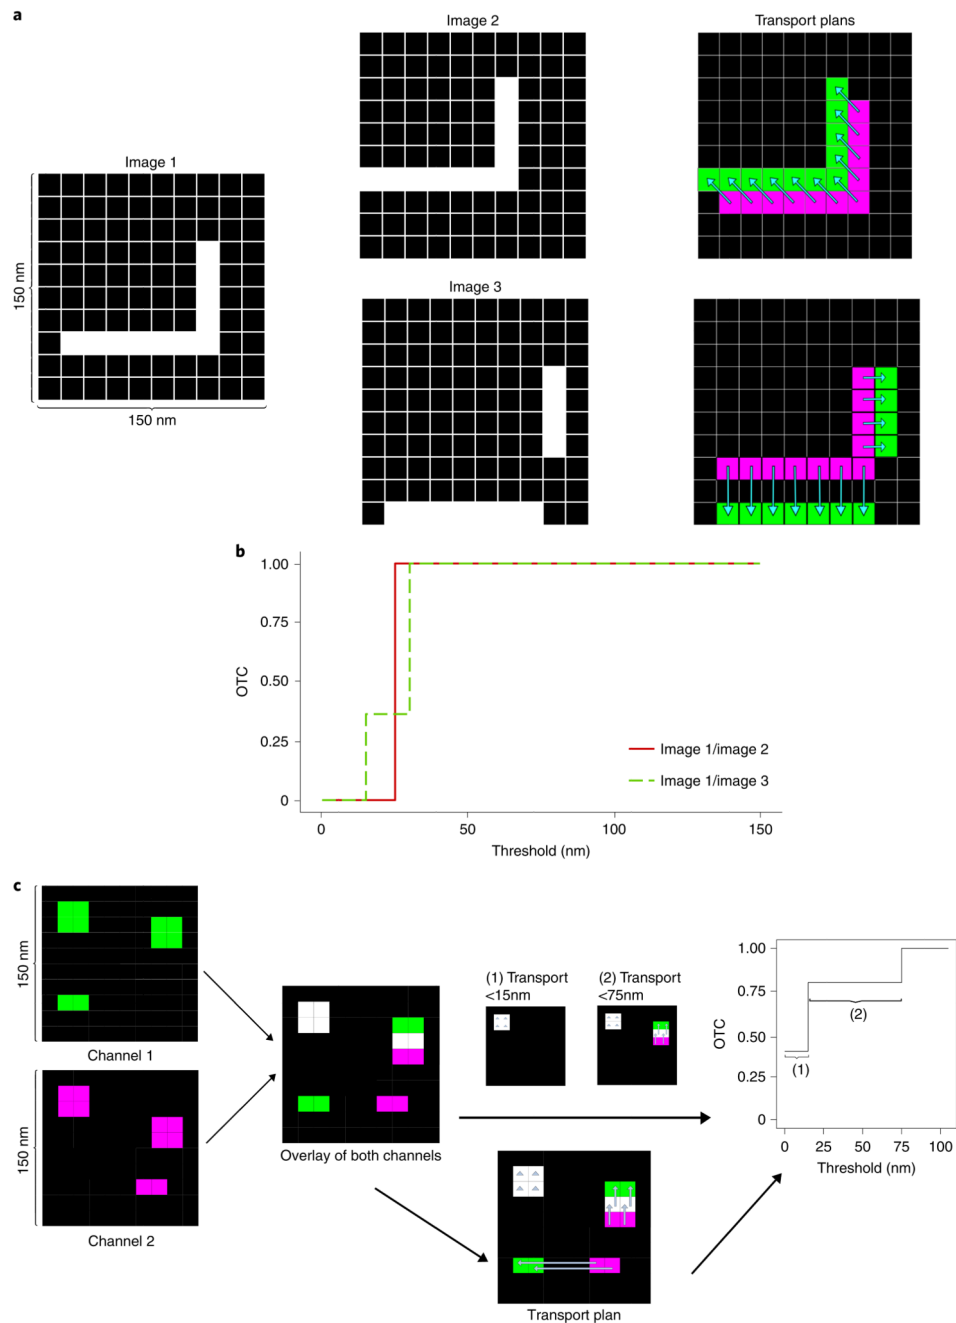 a
Image 2
Transport plans
Image 1
150 nm
150 nm
Image 3
b
1.00
0.75
0.50
0.25
0
OTC
Image 1/image 2
Image 1/image 3
0
50
100
150
Threshold (nm)
c
150 nm
Channel 1
150 nm
Channel 2
Overlay of both channels
(1) Transport
<15nm
(2) Transport
<75nm
Transport plan
1.00
0.75
0.50
0.25
0
OTC
(1)
(2)
0
25
50
75
100
Threshold (nm)